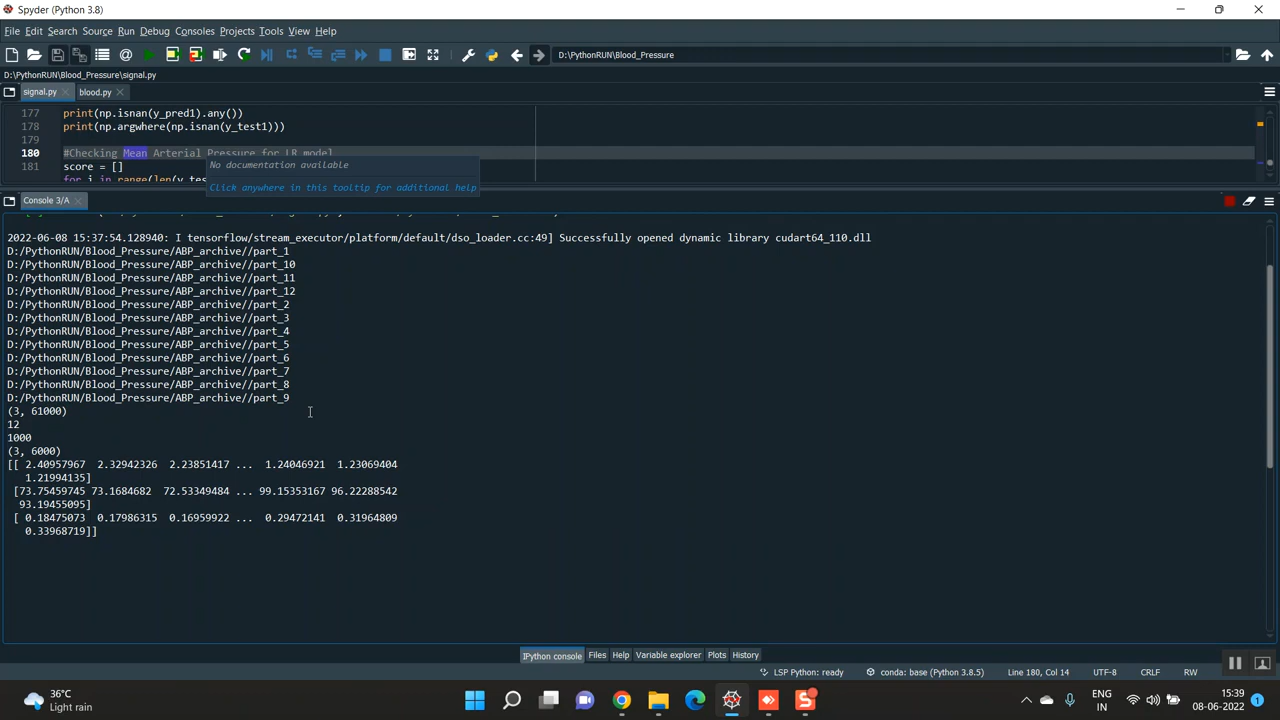 Spyder (Python 3.8)
File Edit Search Source Run Debug Consoles Projects Tools View Help
D:\PythonRUN\Blood_Pressure
D:\PythonRUN\Blood_Pressure\signal.py
signal.py blood.py
177 print(np.isnan(y_pred1).any())
178 print(np.argwhere(np.isnan(y_test1)))
179
180 #Checking Mean Arterial Pressure for LR model
No documentation available
181 score = []
Click anywhere in this tooltip for additional help
Console 3/A
2022-06-08 15:37:54.128940: I tensorflow/stream_executor/platform/default/dso_loader.cc:49] Successfully opened dynamic library cudart64_110.dll
D:/PythonRUN/Blood_Pressure/ABP_archive//part_1
D:/PythonRUN/Blood_Pressure/ABP_archive//part_10
D:/PythonRUN/Blood_Pressure/ABP_archive//part_11
D:/PythonRUN/Blood_Pressure/ABP_archive//part_12
D:/PythonRUN/Blood_Pressure/ABP_archive//part_2
D:/PythonRUN/Blood_Pressure/ABP_archive//part_3
D:/PythonRUN/Blood_Pressure/ABP_archive//part_4
D:/PythonRUN/Blood_Pressure/ABP_archive//part_5
D:/PythonRUN/Blood_Pressure/ABP_archive//part_6
D:/PythonRUN/Blood_Pressure/ABP_archive//part_7
D:/PythonRUN/Blood_Pressure/ABP_archive//part_8
D:/PythonRUN/Blood_Pressure/ABP_archive//part_9
(3, 61000)
12
1000
(3, 6000)
[[ 2.40957967 2.32942326 2.23851417 ... 1.24046921 1.23069404
1.21994135]
[73.75459745 73.1684682 72.53349484 ... 99.15353167 96.22288542
93.19455095]
[ 0.18475073 0.17986315 0.16959922 ... 0.29472141 0.31964809
0.33968719]]
IPython console Files Help Variable explorer Plots History
LSP Python: ready conda: base (Python 3.8.5) Line 180, Col 14 UTF-8 CRLF RW
36°C
Light rain
ENG
IN
15:39
08-06-2022
1